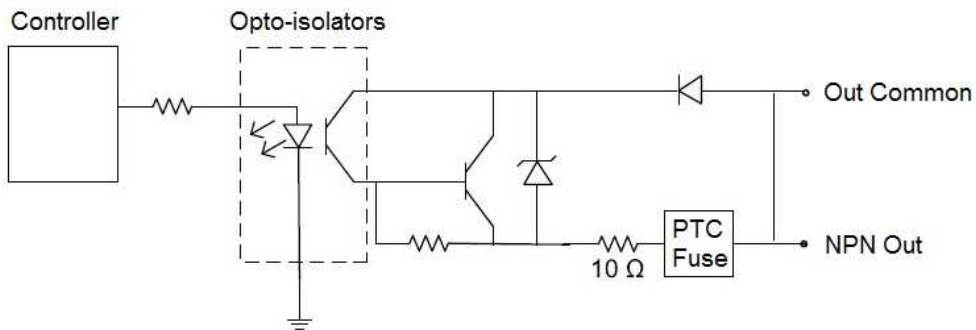 Controller
Opto-isolators
Out Common
PTC
Fuse
NPN Out
10 Ω